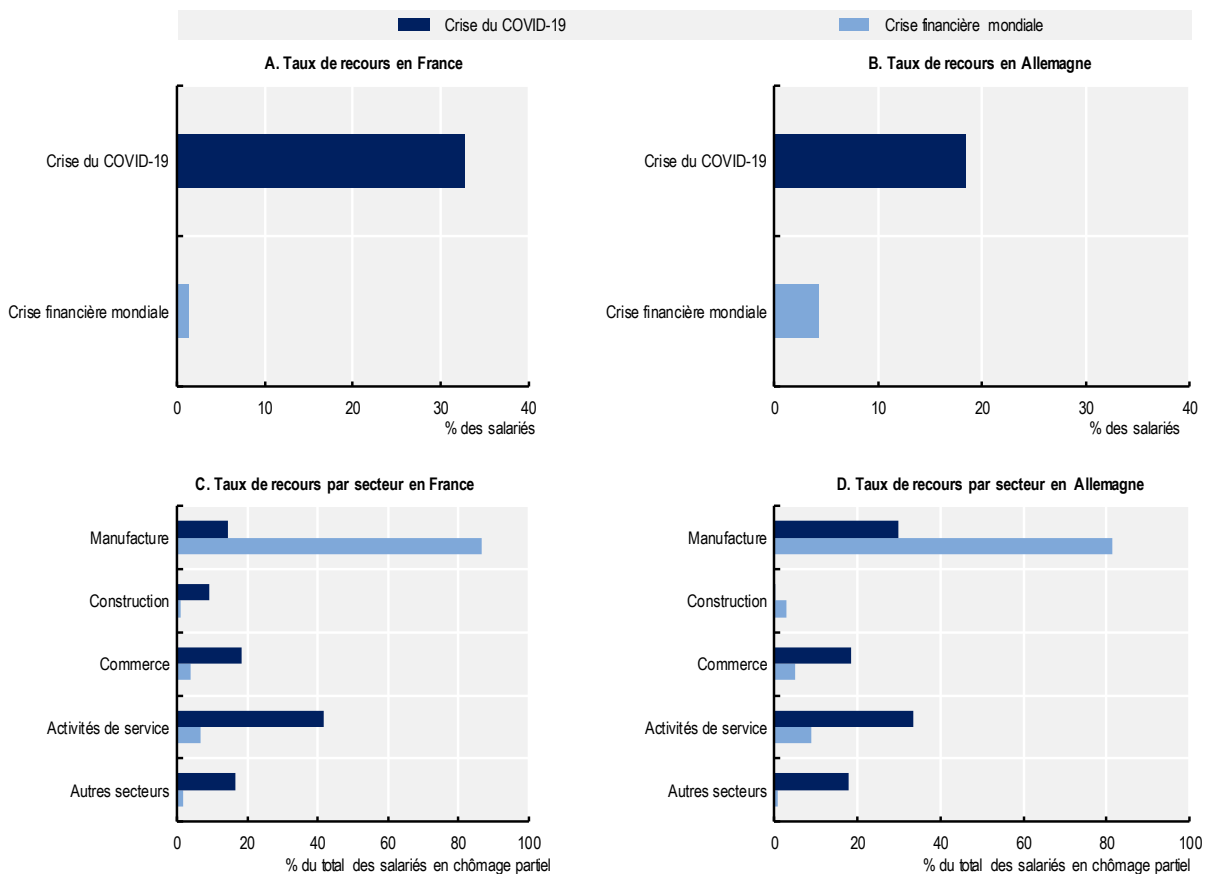 Crise du COVID-19
Crise financière mondiale
A. Taux de recours en France
Crise du COVID-19
Crise financière mondiale
0 10 20 30 40
% des salariés
B. Taux de recours en Allemagne
Crise du COVID-19
Crise financière mondiale
0 10 20 30 40
% des salariés
C. Taux de recours par secteur en France
Manufacture
Construction
Commerce
Activités de service
Autres secteurs
0 20 40 60 80 100
% du total des salariés en chômage partiel
D. Taux de recours par secteur en Allemagne
Manufacture
Construction
Commerce
Activités de service
Autres secteurs
0 20 40 60 80 100
% du total des salariés en chômage partiel